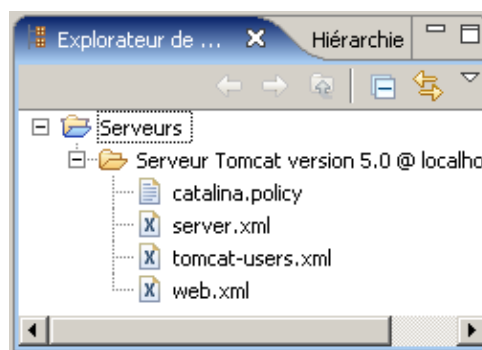 Explorateur de ... Hiérarchie
Serveurs
Serveur Tomcat version 5.0 @ localho
catalina.policy
server.xml
tomcat-users.xml
web.xml